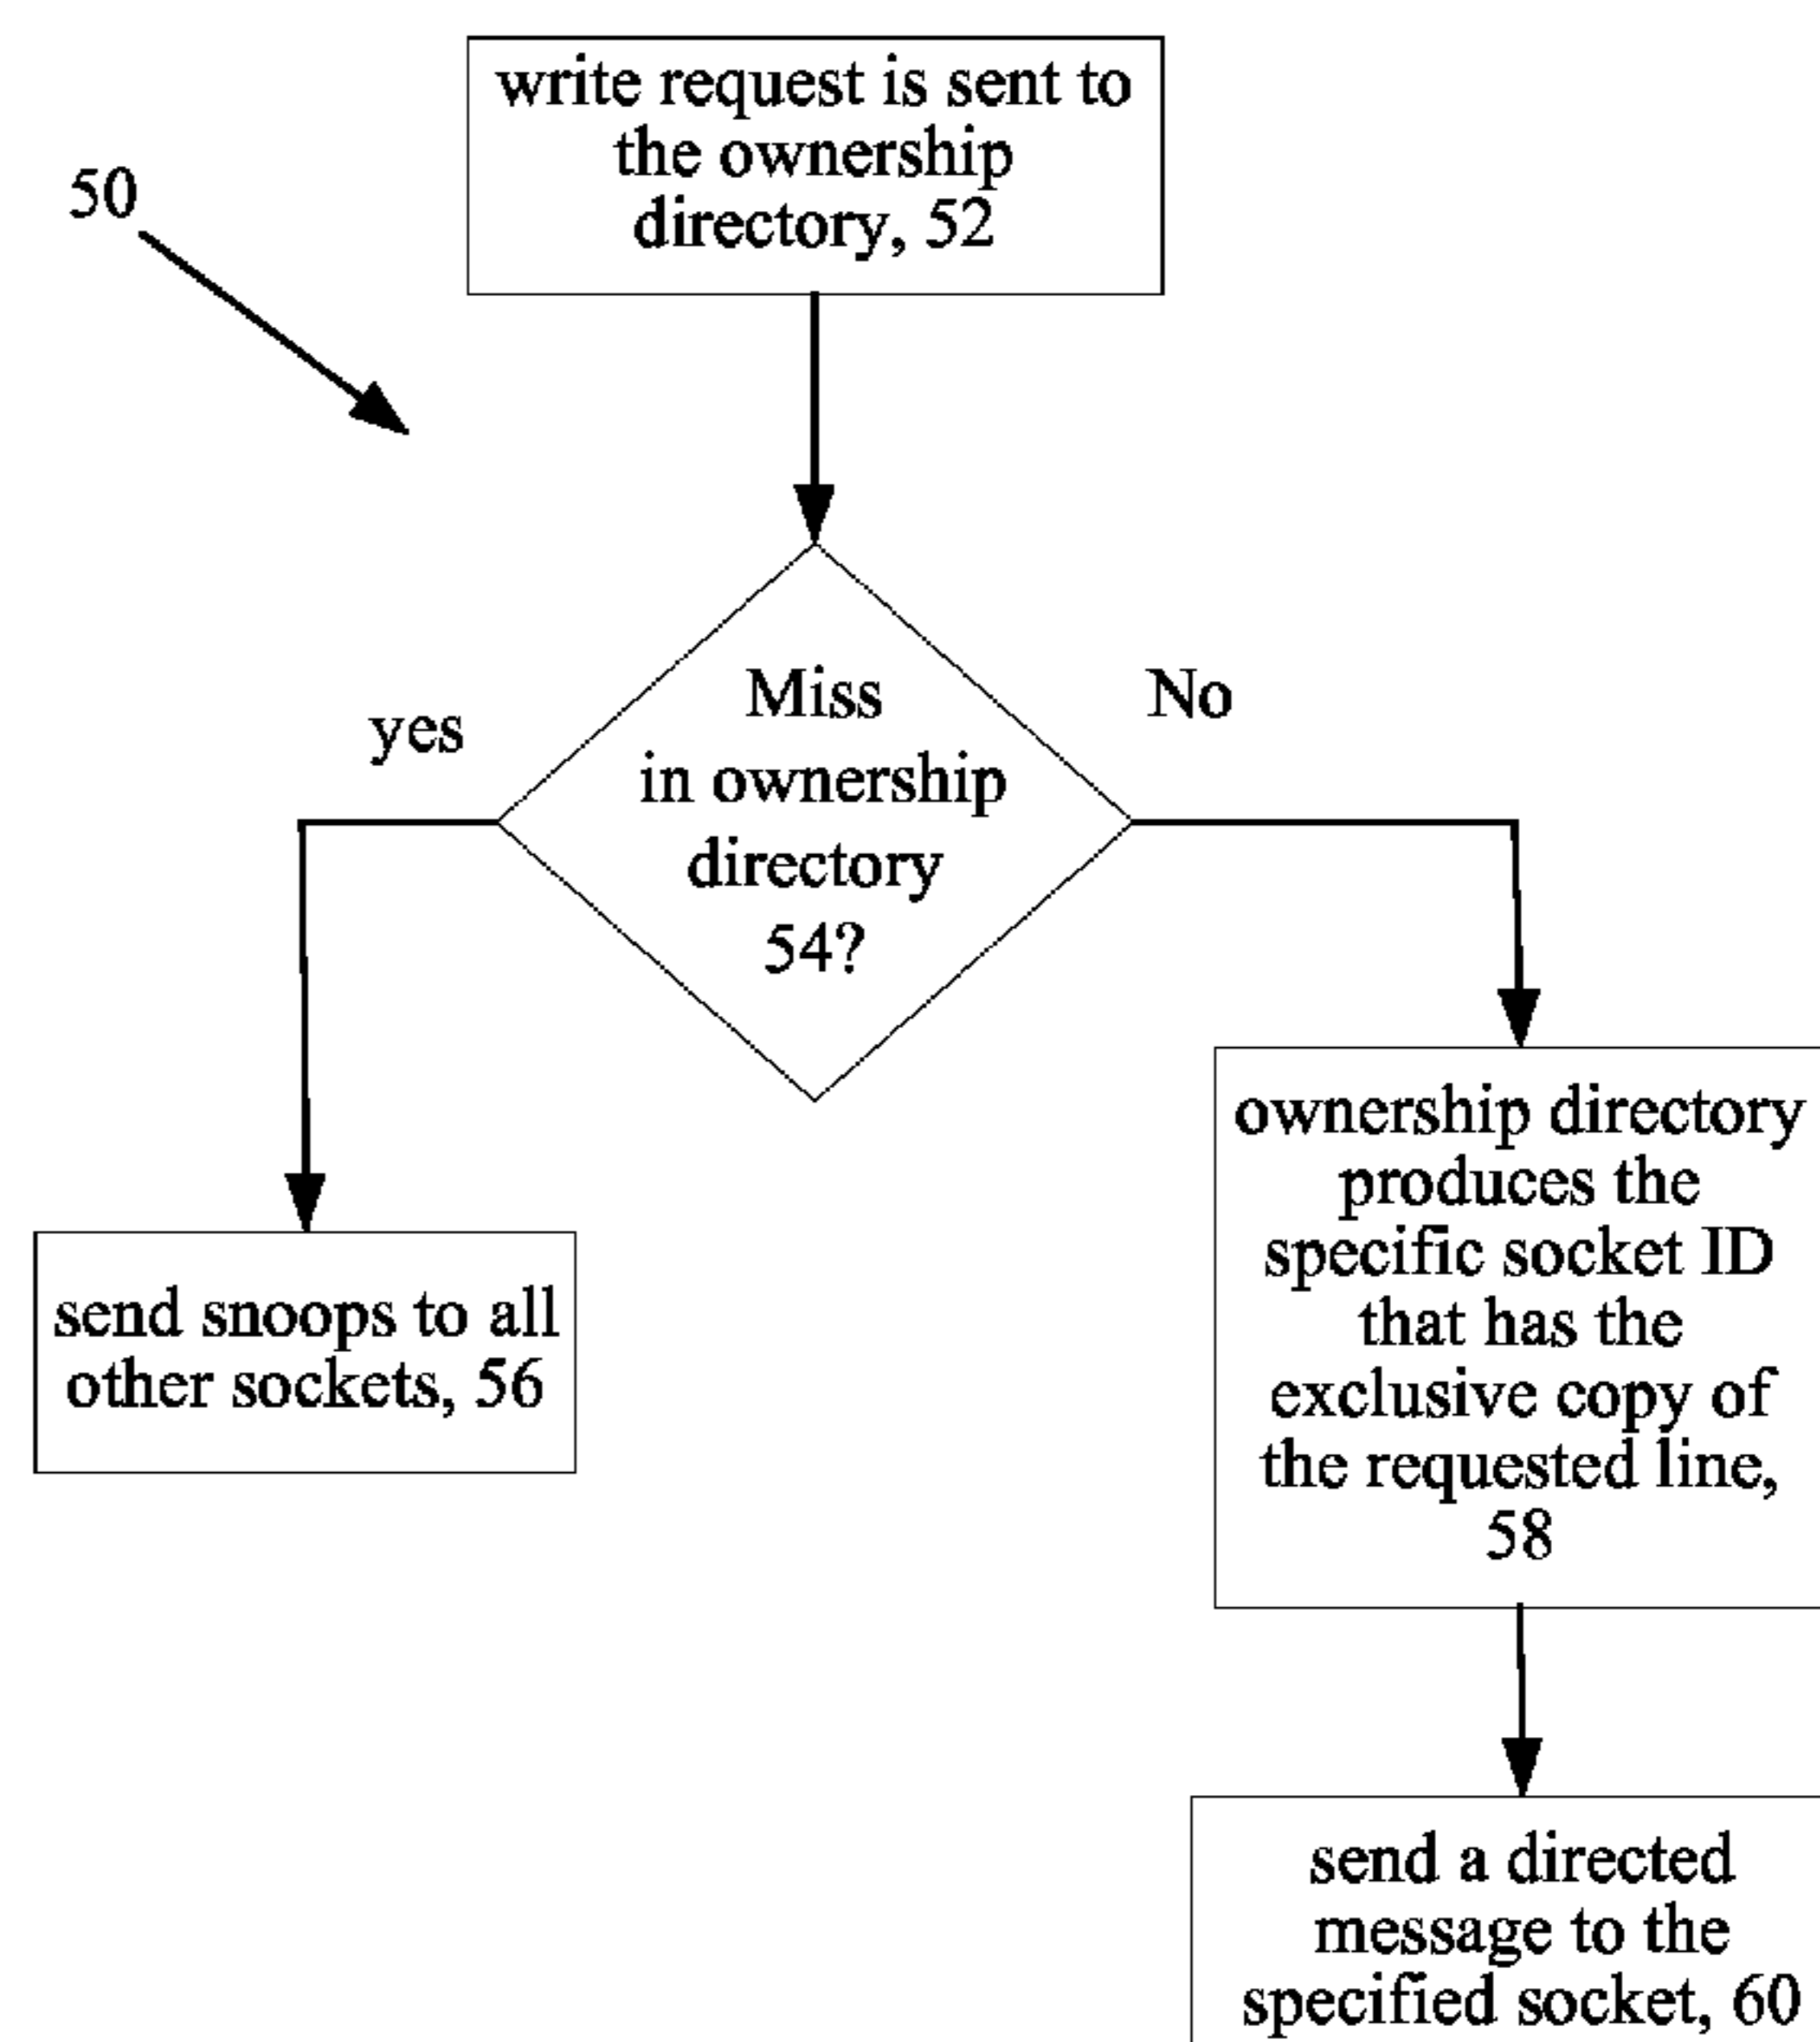 write request is sent to
the ownership
directory, 52
50
Miss
in ownership
directory
54?
yes
No
ownership directory
produces the
specific socket ID
that has the
exclusive copy of
the requested line,
58
send snoops to all
other sockets, 56
send a directed
message to the
specified socket, 60